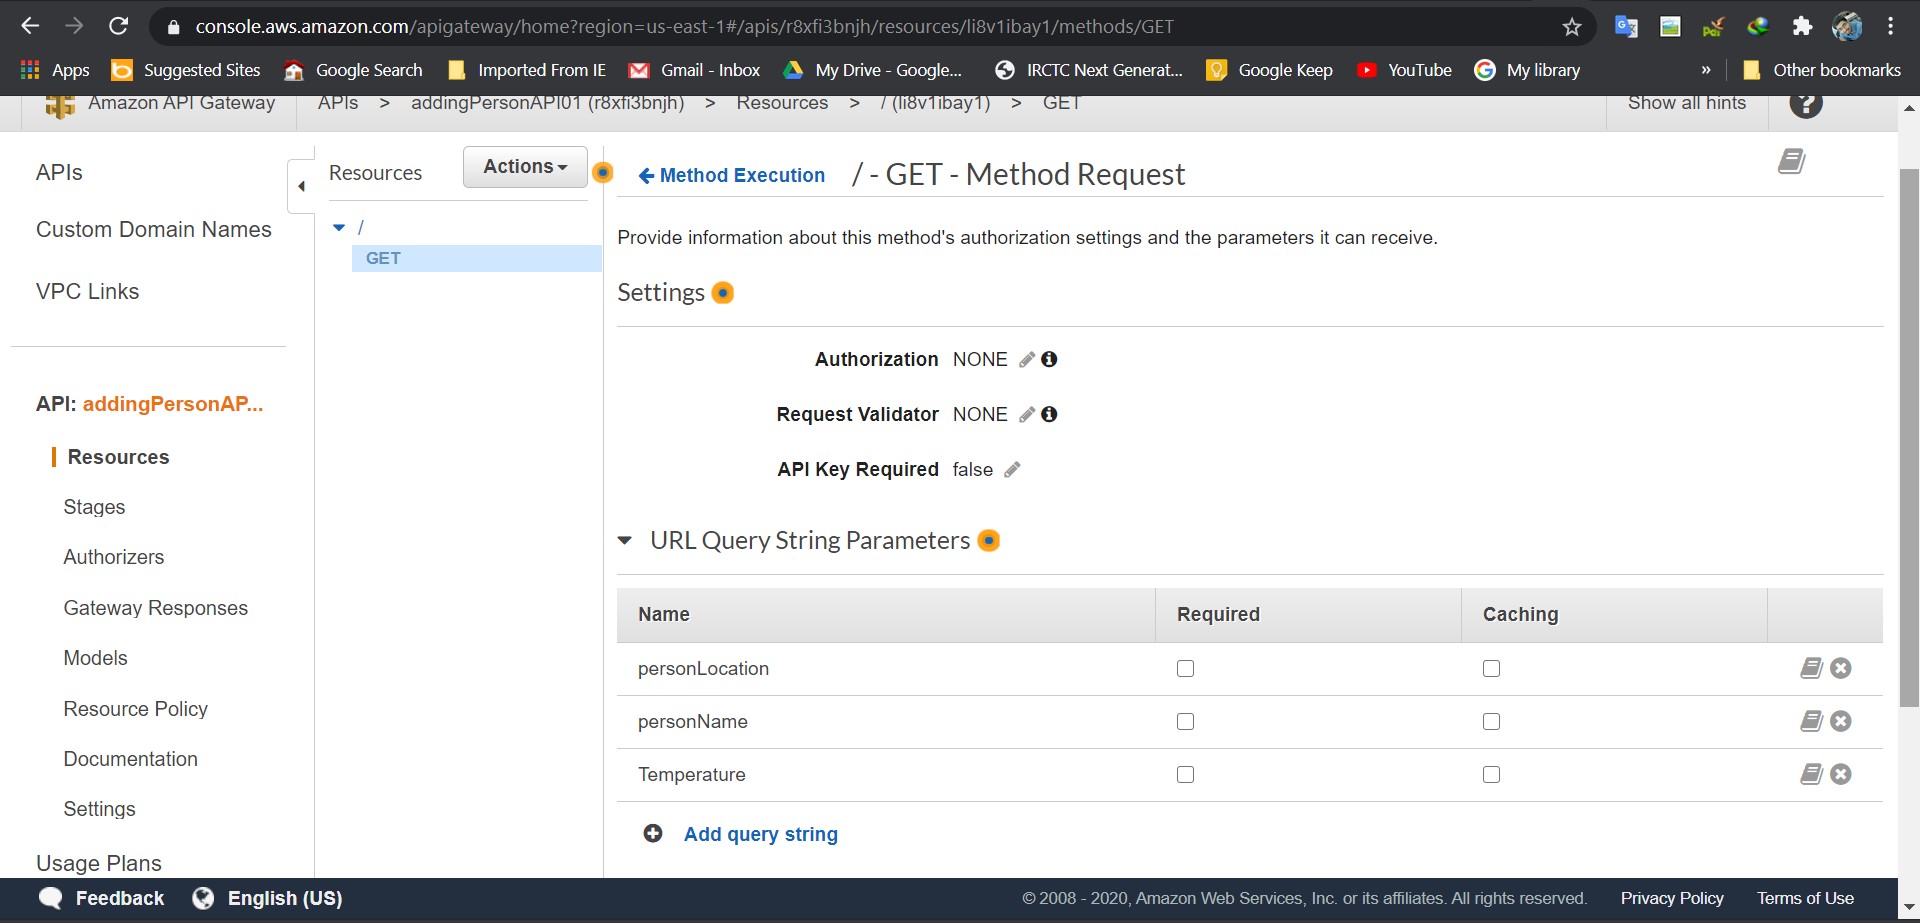 console.aws.amazon.com/apigateway/home?region=us-east-1#/apis/r8xfi3bnjh/resources/li8v1ibay1/methods/GET
Apps Suggested Sites Google Search Imported From IE Gmail - Inbox My Drive - Google... IRCTC Next Generat... Google Keep YouTube My library » Other bookmarks
Amazon API Gateway APIs > addingPersonAPI01 (r8xfi3bnjh) > Resources > / (li8v1ibay1) > GET Show all hints ?
APIs
Custom Domain Names
VPC Links
API: addingPersonAP...
Resources
Stages
Authorizers
Gateway Responses
Models
Resource Policy
Documentation
Settings
Usage Plans
Resources Actions
/
GET
Method Execution / - GET - Method Request
Provide information about this method's authorization settings and the parameters it can receive.
Settings
Authorization NONE
Request Validator NONE
API Key Required false
URL Query String Parameters
Name Required Caching
personLocation
personName
Temperature
Add query string
Feedback English (US) © 2008 - 2020, Amazon Web Services, Inc. or its affiliates. All rights reserved. Privacy Policy Terms of Use